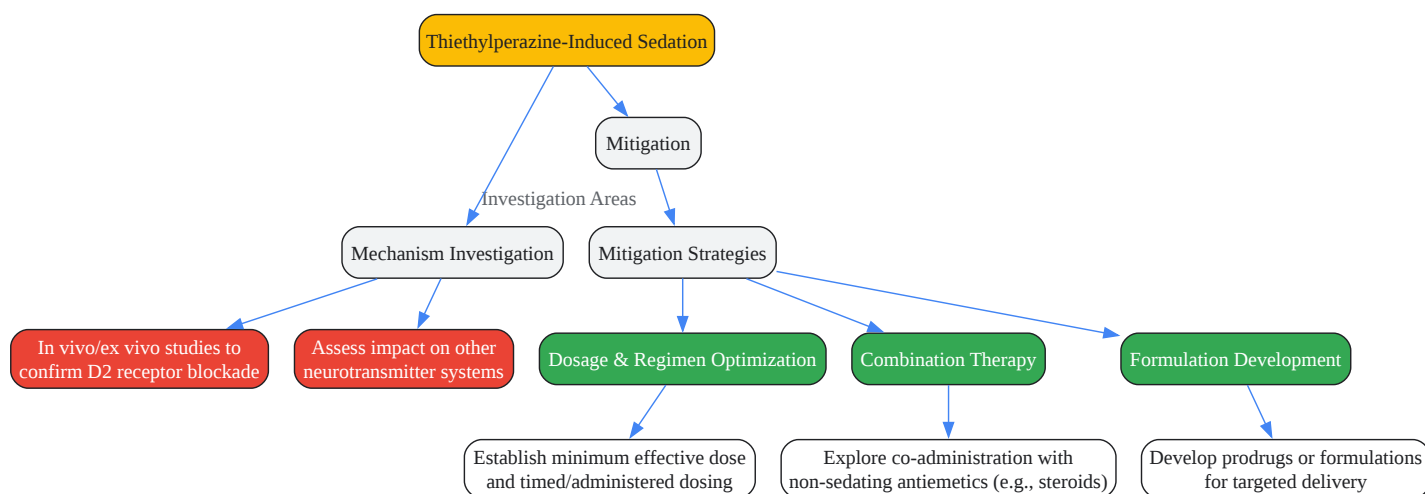 Thiethylperazine-Induced Sedation
Mitigation
Investigation Areas
Mechanism Investigation
Mitigation Strategies
In vivo/ex vivo studies to
confirm D2 receptor blockade
Assess impact on other
neurotransmitter systems
Dosage & Regimen Optimization
Combination Therapy
Formulation Development
Establish minimum effective dose
and timed/administered dosing
Explore co-administration with
non-sedating antiemetics (e.g., steroids)
Develop prodrugs or formulations
for targeted delivery